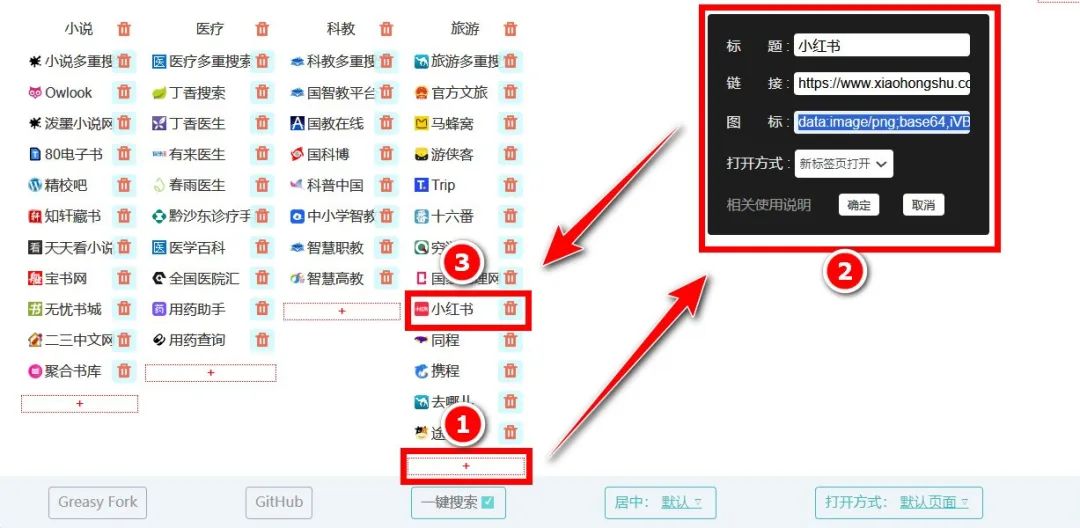 小说
小说多重搜
Owlook
泼墨小说网
80电子书
精校吧
知轩藏书
天天看小说
宝书网
无忧书城
二三中文网
聚合书库
+
医疗
医疗多重搜索
丁香搜索
丁香医生
有来医生
春雨医生
黔沙东诊疗手
医学百科
全国医院汇
用药助手
用药查询
+
科教
科教多重搜
国智教平台
国教在线
国科博
科普中国
中小学智教
智慧职教
智慧高教
+
旅游
旅游多重搜
官方文旅
马蜂窝
游侠客
Trip
十六番
3
小红书
同程
携程
去哪儿
1
途
+
标 题：小红书
链 接：https://www.xiaohongshu.co
图 标：data:image/png;base64,iVB
打开方式：新标签页打开
相关使用说明 确定 取消
2
Greasy Fork
GitHub
一键搜索
居中： 默认 ▽
打开方式： 默认页面 ▽